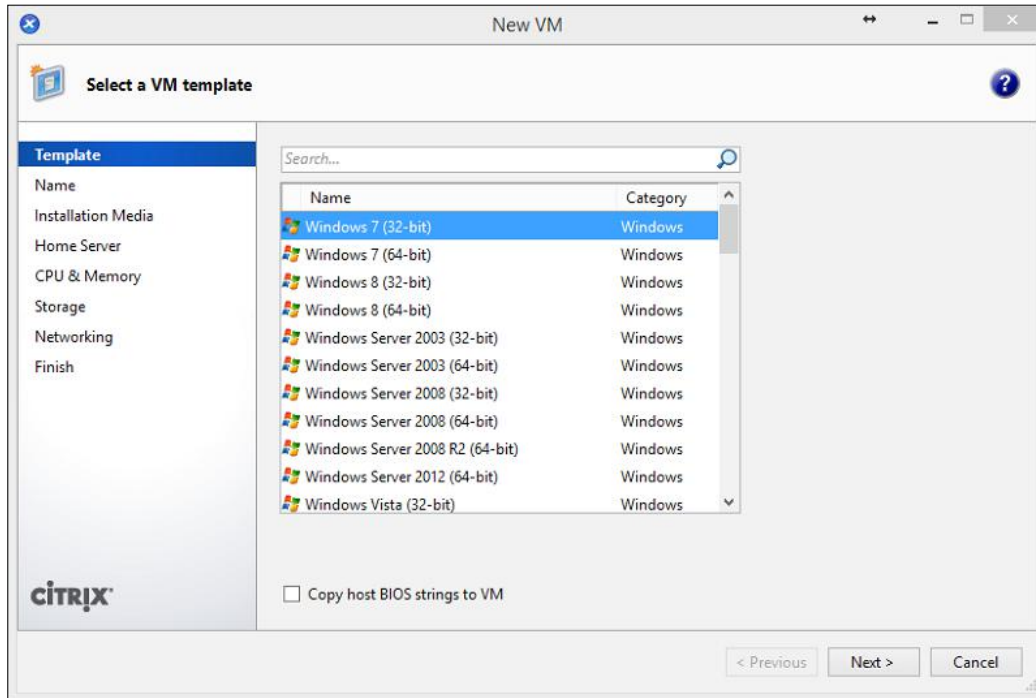 New VM
Select a VM template
?
Template
Name
Installation Media
Home Server
CPU & Memory
Storage
Networking
Finish
CİTRIX
Search...
Name Category
Windows 7 (32-bit) Windows
Windows 7 (64-bit) Windows
Windows 8 (32-bit) Windows
Windows 8 (64-bit) Windows
Windows Server 2003 (32-bit) Windows
Windows Server 2003 (64-bit) Windows
Windows Server 2008 (32-bit) Windows
Windows Server 2008 (64-bit) Windows
Windows Server 2008 R2 (64-bit) Windows
Windows Server 2012 (64-bit) Windows
Windows Vista (32-bit) Windows
Copy host BIOS strings to VM
< Previous Next > Cancel